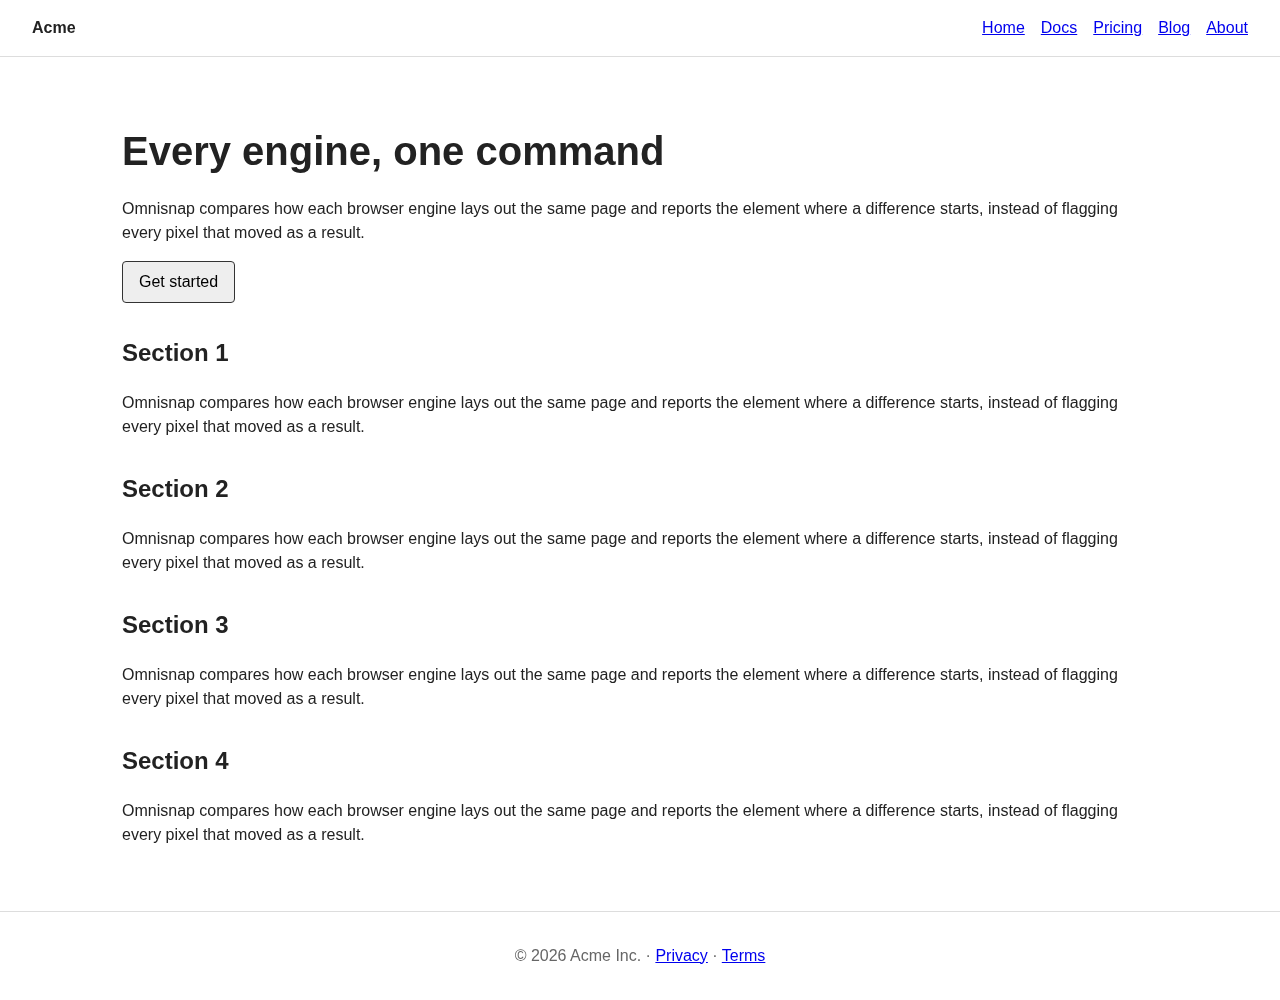 Acme
Home Docs Pricing Blog About
Every engine, one command
Omnisnap compares how each browser engine lays out the same page and reports the element where a difference starts, instead of flagging
every pixel that moved as a result.
Get started
Section 1
Omnisnap compares how each browser engine lays out the same page and reports the element where a difference starts, instead of flagging
every pixel that moved as a result.
Section 2
Omnisnap compares how each browser engine lays out the same page and reports the element where a difference starts, instead of flagging
every pixel that moved as a result.
Section 3
Omnisnap compares how each browser engine lays out the same page and reports the element where a difference starts, instead of flagging
every pixel that moved as a result.
Section 4
Omnisnap compares how each browser engine lays out the same page and reports the element where a difference starts, instead of flagging
every pixel that moved as a result.
© 2026 Acme Inc. · Privacy · Terms